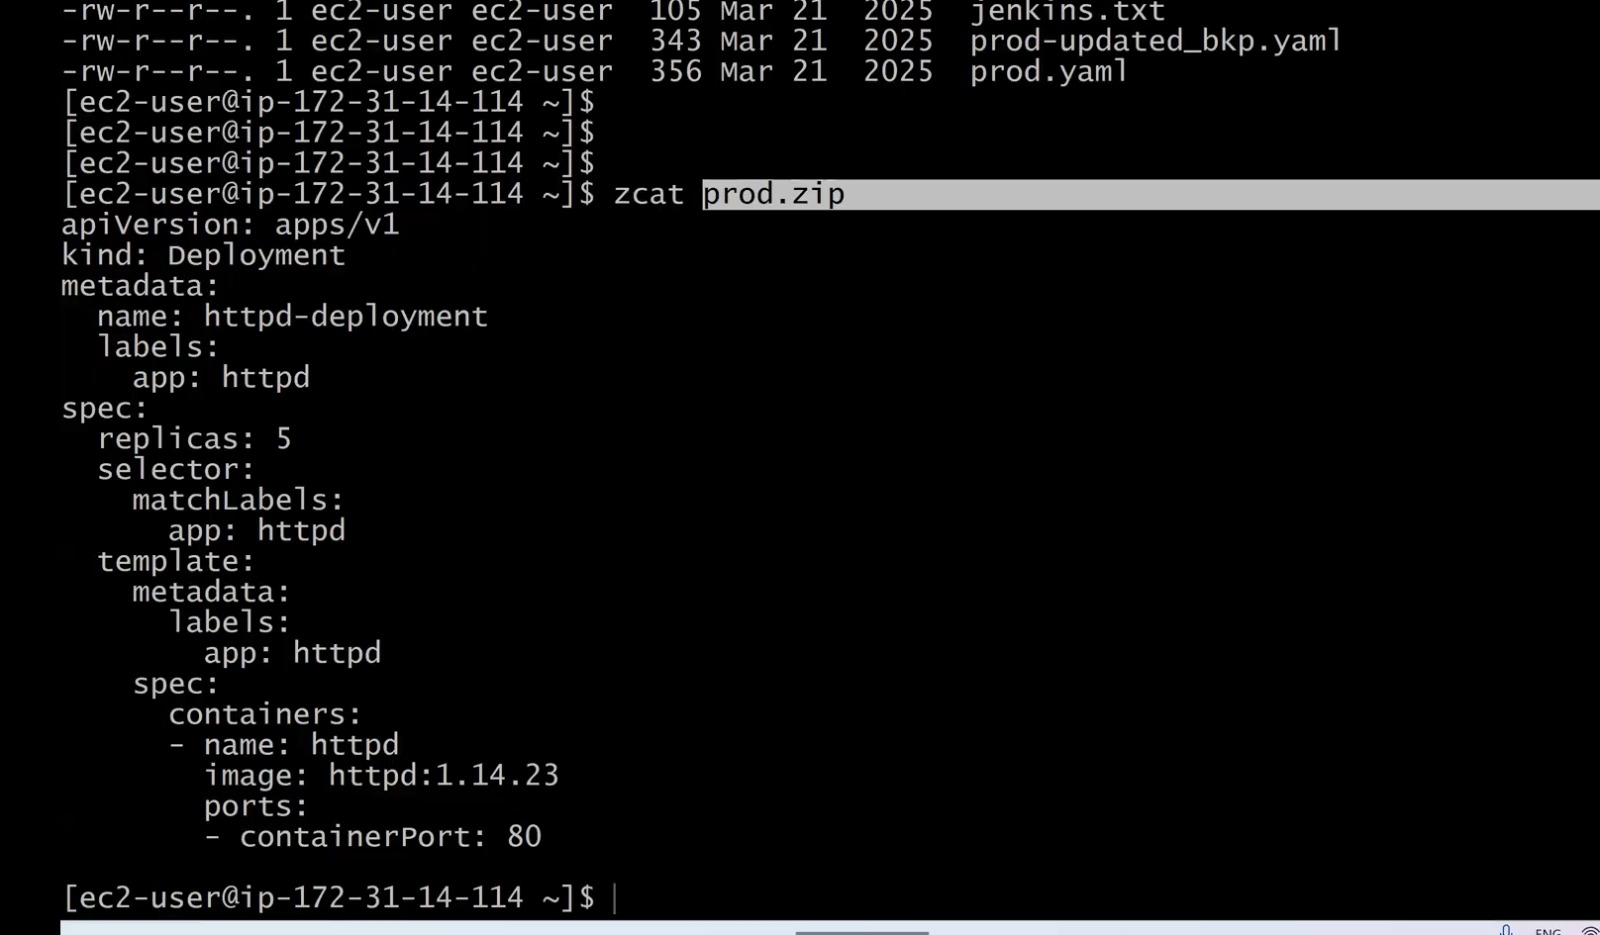 -rw-r--r--. 1 ec2-user ec2-user  105 Mar 21  2025  jenkins.txt
-rw-r--r--. 1 ec2-user ec2-user  343 Mar 21  2025  prod-updated_bkp.yaml
-rw-r--r--. 1 ec2-user ec2-user  356 Mar 21  2025  prod.yaml
[ec2-user@ip-172-31-14-114 ~]$
[ec2-user@ip-172-31-14-114 ~]$
[ec2-user@ip-172-31-14-114 ~]$
[ec2-user@ip-172-31-14-114 ~]$ zcat prod.zip
apiVersion: apps/v1
kind: Deployment
metadata:
  name: httpd-deployment
  labels:
    app: httpd
spec:
  replicas: 5
  selector:
    matchLabels:
      app: httpd
  template:
    metadata:
      labels:
        app: httpd
    spec:
      containers:
      - name: httpd
        image: httpd:1.14.23
        ports:
        - containerPort: 80
[ec2-user@ip-172-31-14-114 ~]$
ENG